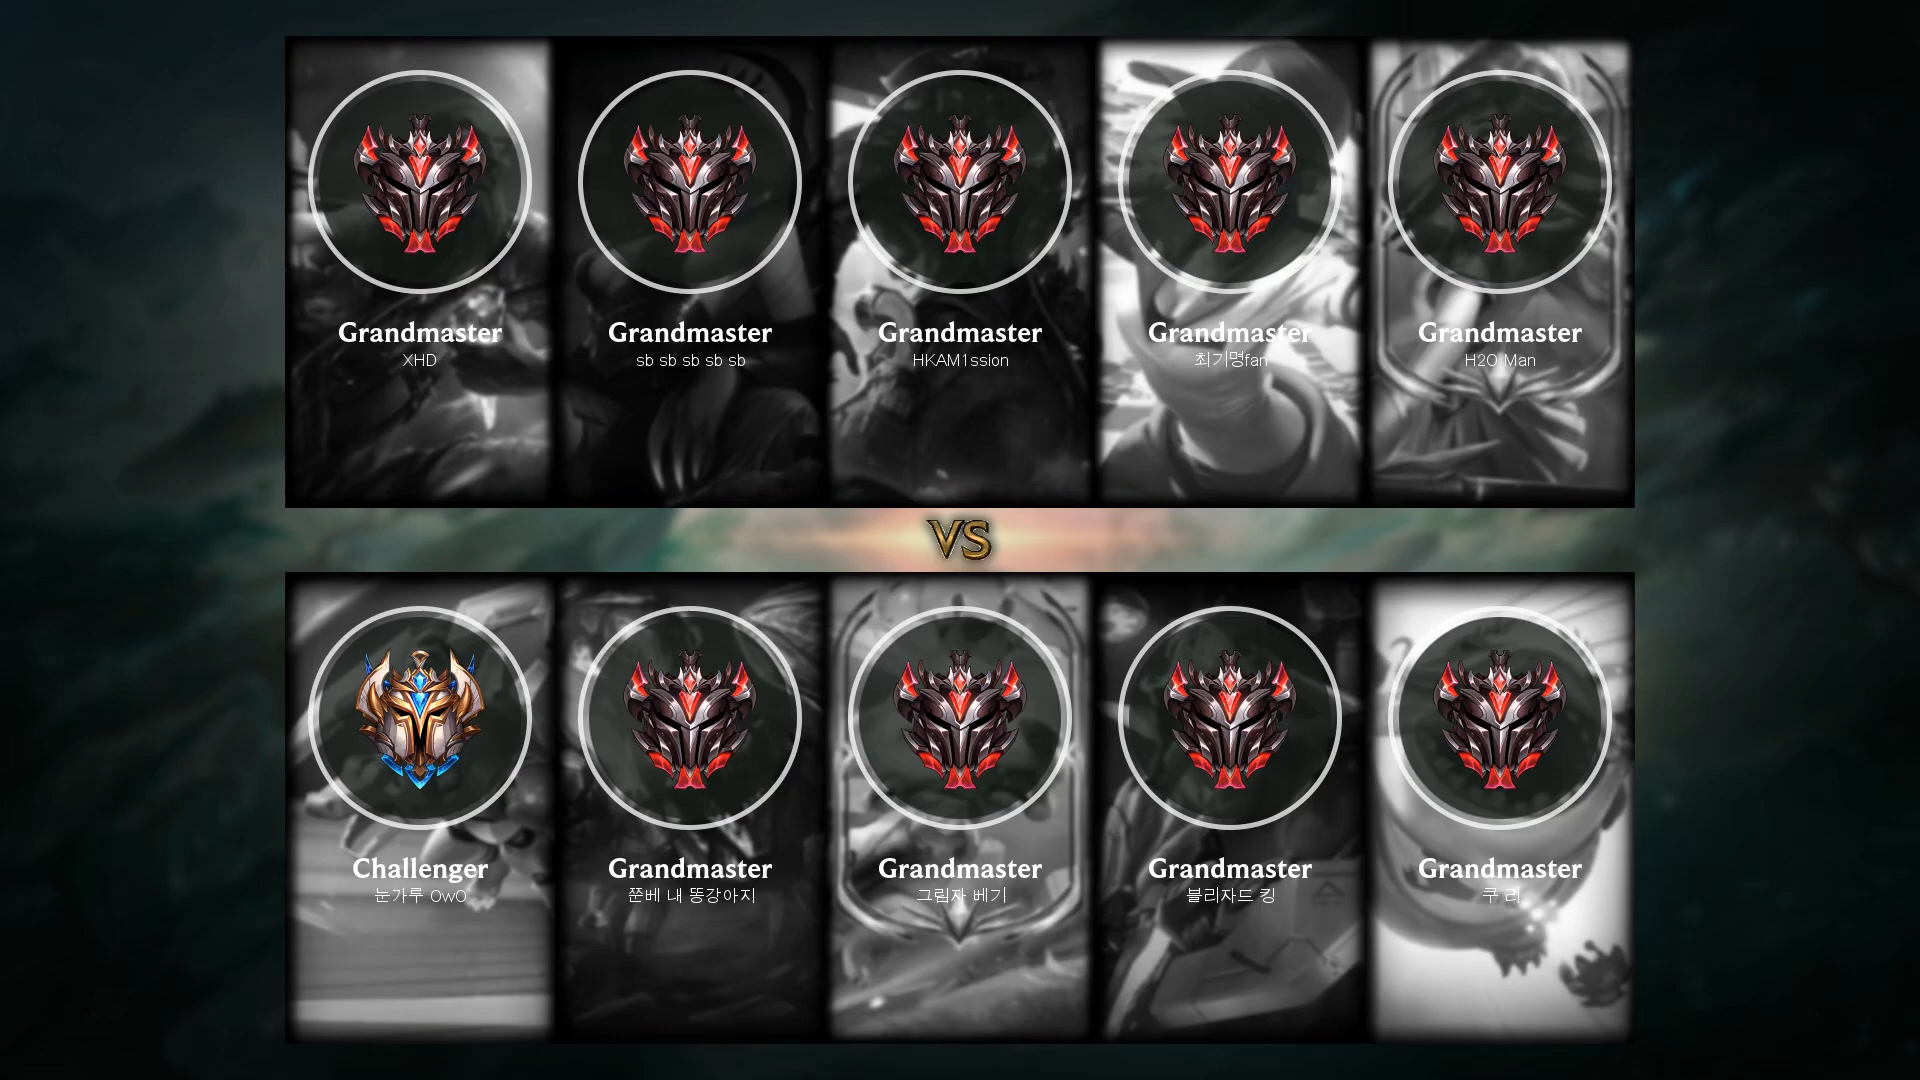 Grandmaster
XHD
Grandmaster
sb sb sb sb sb
Grandmaster
HKAM1ssion
Grandmaster
최기명fan
Grandmaster
H2O Man
VS
Challenger
눈가루 OwO
Grandmaster
쫀베 내 똥강아지
Grandmaster
그림자 베기
Grandmaster
블리자드 킹
Grandmaster
쿠 리